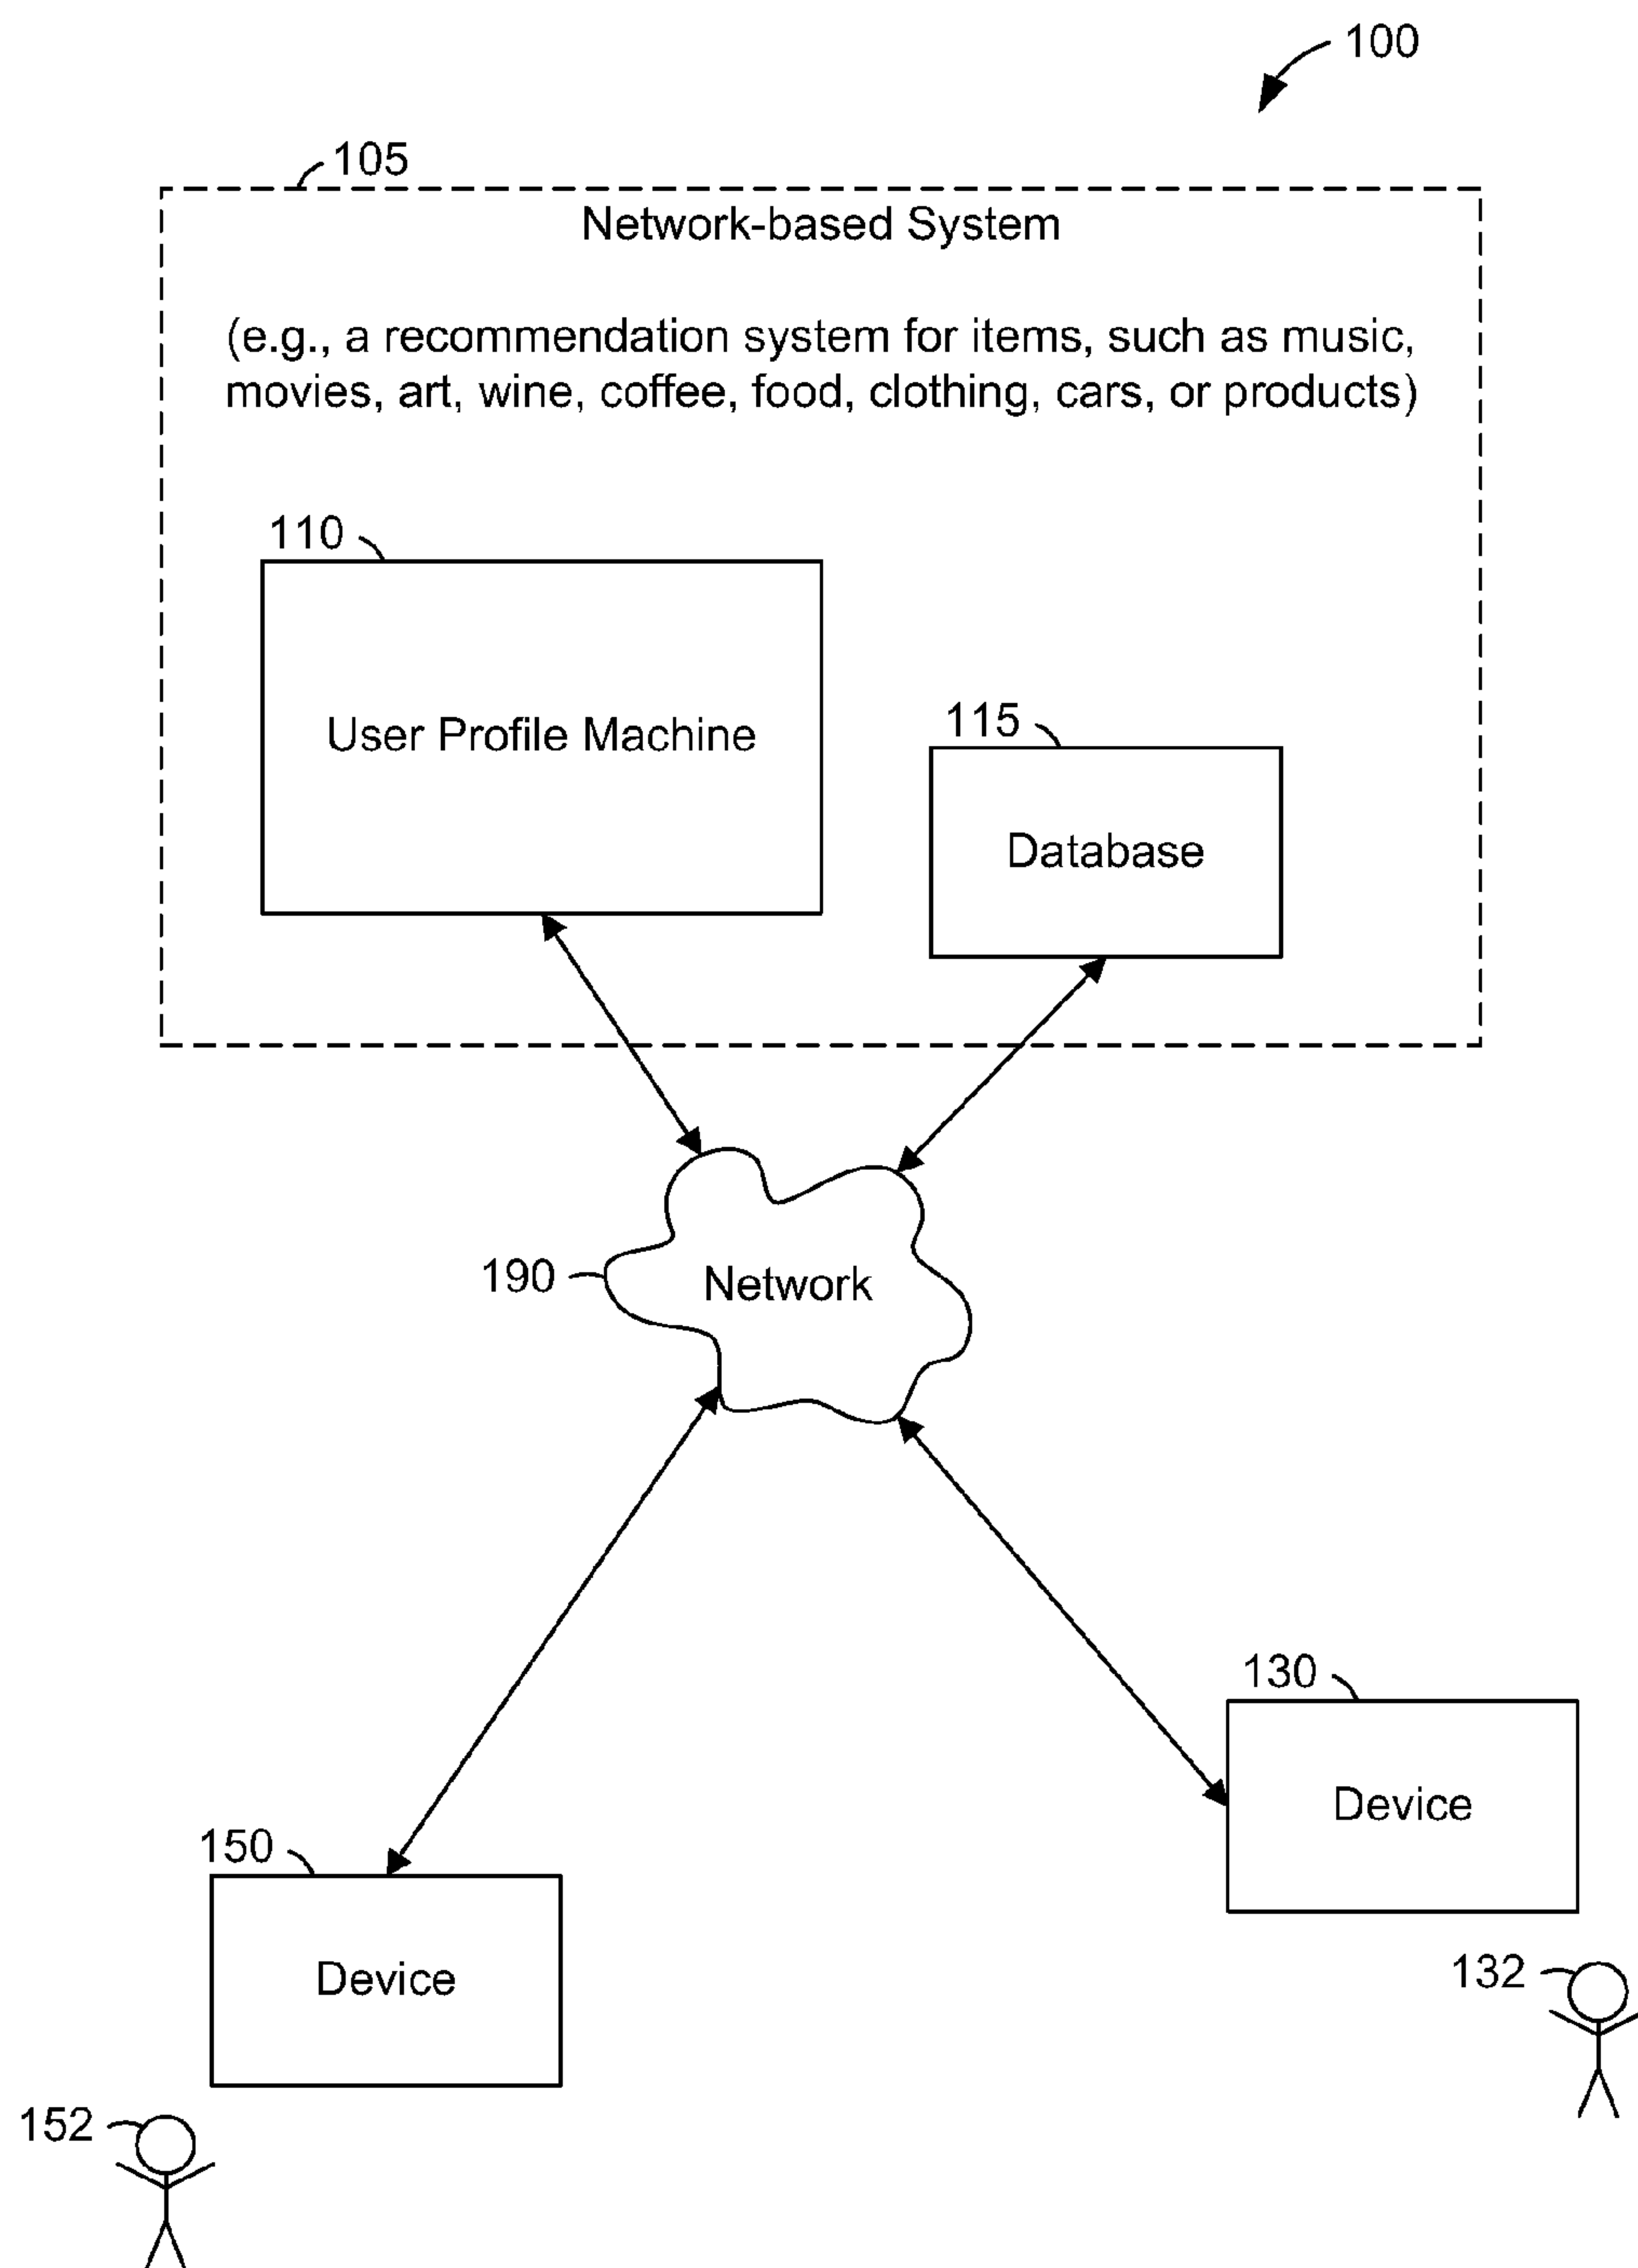 100
105
Network-based System
(e.g., a recommendation system for items, such as music,
movies, art, wine, coffee, food, clothing, cars, or products)
110
User Profile Machine
115
Database
190
Network
130
Device
150
Device
132
152